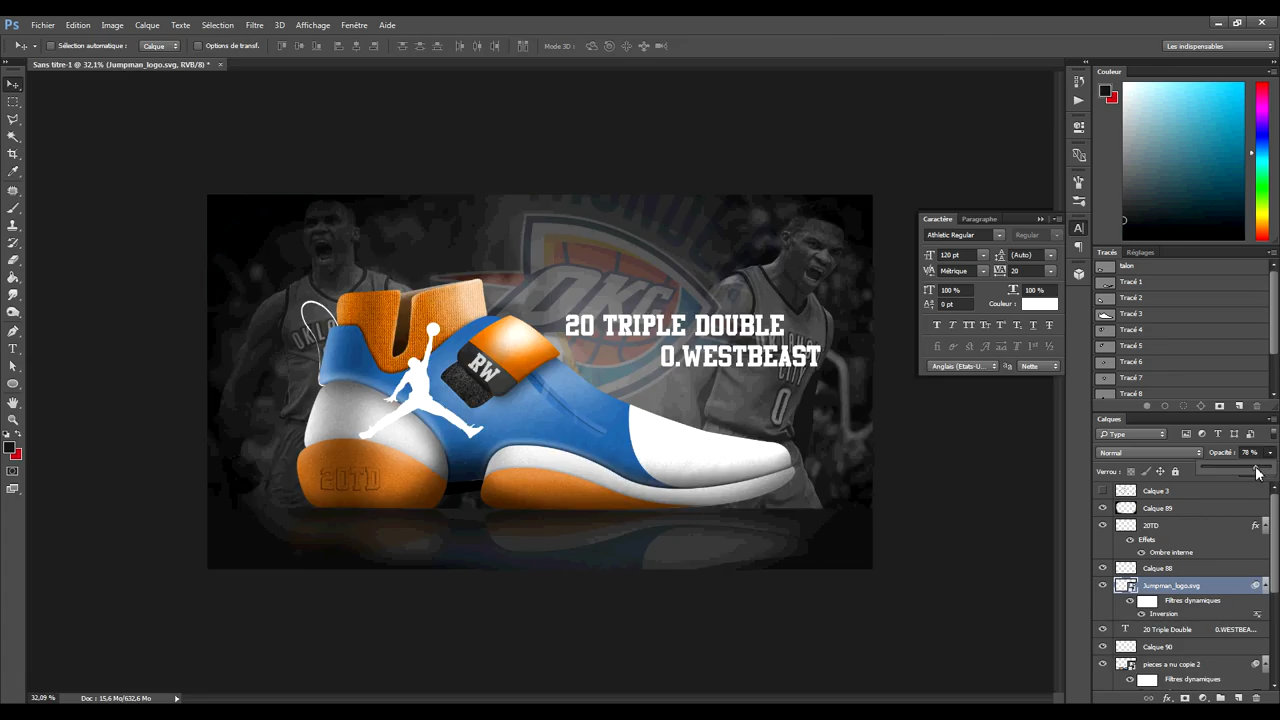 Ps Fichier Edition Image Calque Texte Sélection Filtre 3D Affichage Fenêtre Aide
Sélection automatique : Calque Options de transf. Mode 3D : Les indispensables
Sans titre-1 @ 32,1% (Jumpman_logo.svg, RVB/8) * ×
Couleur
Caractère Paragraphe
Athletic Regular Regular
120 pt (Auto)
Métrique 20
100 % 100 %
0 pt Couleur :
Anglais (Etats-U... Nette
Tracés Réglages
talon
Tracé 1
Tracé 2
Tracé 3
Tracé 4
Tracé 5
Tracé 6
Tracé 7
Tracé 8
OKC
20 TRIPLE DOUBLE
0.WESTBEAST
RW
20TD
0
Calques
Type
Normal Opacité : 78 %
Verrou :
Calque 3
Calque 89
20TD fx
Effets
Ombre interne
Calque 88
Jumpman_logo.svg
Filtres dynamiques
Inversion
T 20 Triple Double 0.WESTBEA...
Calque 90
pieces a nu copie 2
Filtres dynamiques
32,09 % Doc : 15,6 Mo/632,6 Mo